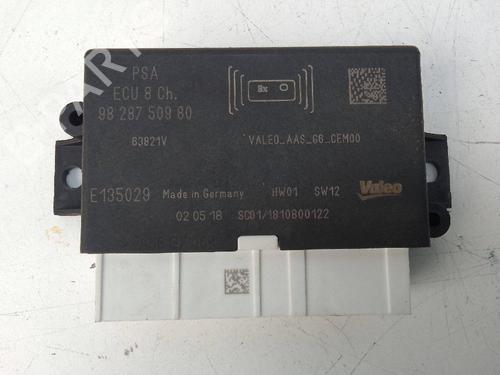 PSA
ECU 8 Ch.
98 287 509 80
63821V
8x
VALEO_AAS_G6_CEM00
E135029
Made in Germany
HW01 SW12
Valeo
02 05 18
SC01/1810800122